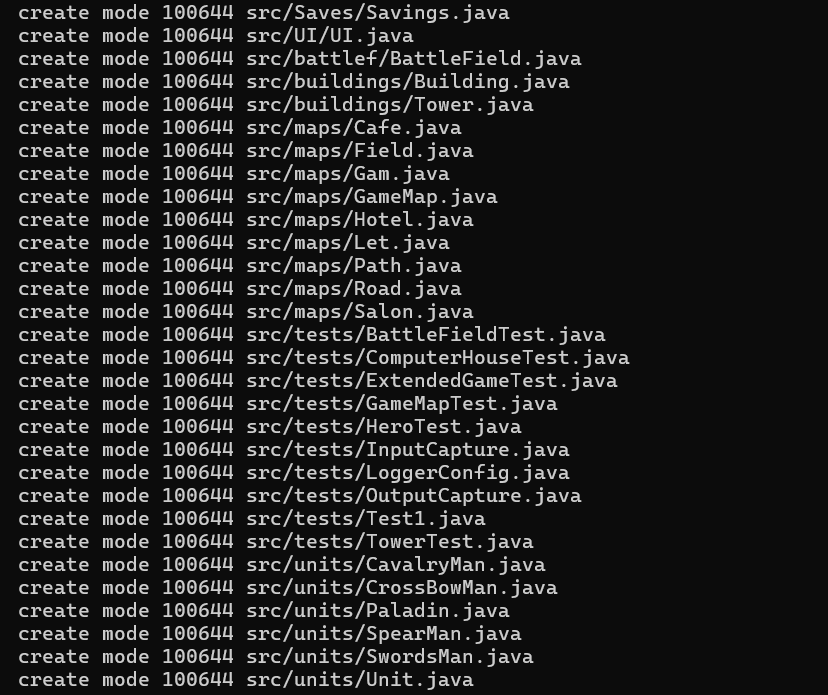 create mode 100644 src/Saves/Savings.java
create mode 100644 src/UI/UI.java
create mode 100644 src/battlef/BattleField.java
create mode 100644 src/buildings/Building.java
create mode 100644 src/buildings/Tower.java
create mode 100644 src/maps/Cafe.java
create mode 100644 src/maps/Field.java
create mode 100644 src/maps/Gam.java
create mode 100644 src/maps/GameMap.java
create mode 100644 src/maps/Hotel.java
create mode 100644 src/maps/Let.java
create mode 100644 src/maps/Path.java
create mode 100644 src/maps/Road.java
create mode 100644 src/maps/Salon.java
create mode 100644 src/tests/BattleFieldTest.java
create mode 100644 src/tests/ComputerHouseTest.java
create mode 100644 src/tests/ExtendedGameTest.java
create mode 100644 src/tests/GameMapTest.java
create mode 100644 src/tests/HeroTest.java
create mode 100644 src/tests/InputCapture.java
create mode 100644 src/tests/LoggerConfig.java
create mode 100644 src/tests/OutputCapture.java
create mode 100644 src/tests/Test1.java
create mode 100644 src/tests/TowerTest.java
create mode 100644 src/units/CavalryMan.java
create mode 100644 src/units/CrossBowMan.java
create mode 100644 src/units/Paladin.java
create mode 100644 src/units/SpearMan.java
create mode 100644 src/units/SwordsMan.java
create mode 100644 src/units/Unit.java